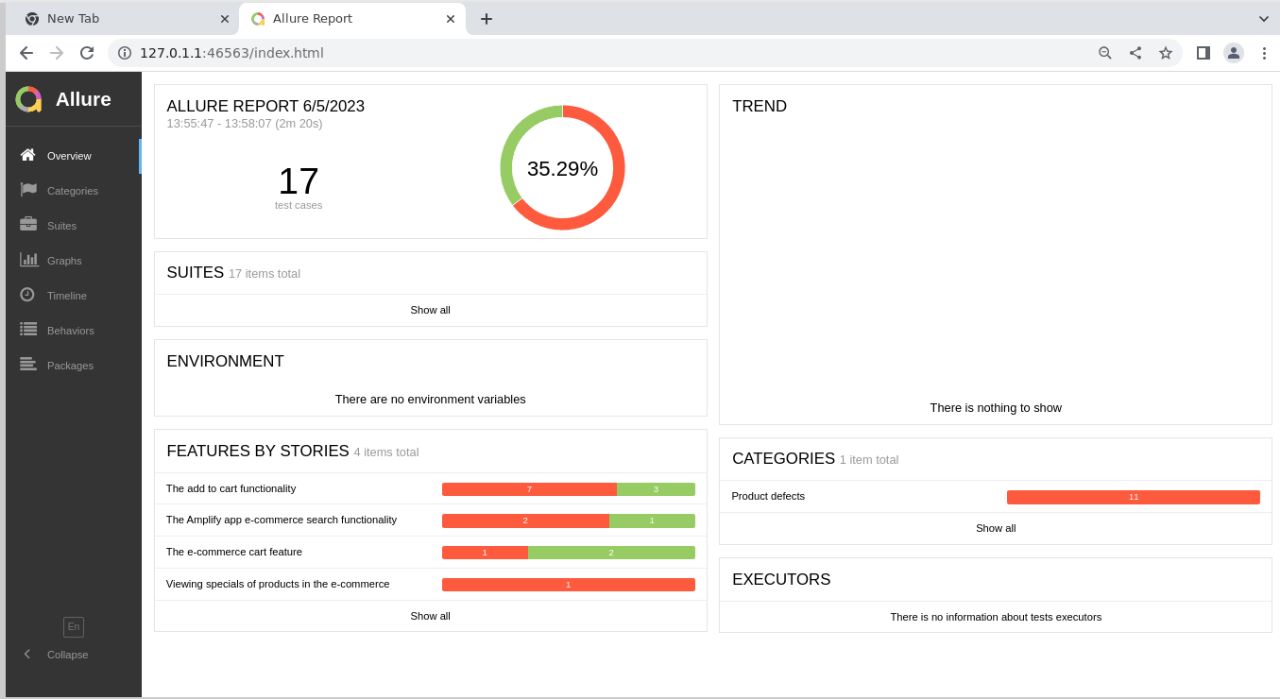 New Tab
Allure Report
127.0.1.1:46563/index.html
Allure
Overview
Categories
Suites
Graphs
Timeline
Behaviors
Packages
En
Collapse
ALLURE REPORT 6/5/2023
13:55:47 - 13:58:07 (2m 20s)
17
test cases
35.29%
SUITES 17 items total
Show all
ENVIRONMENT
There are no environment variables
FEATURES BY STORIES 4 items total
The add to cart functionality 7 3
The Amplify app e-commerce search functionality 2 1
The e-commerce cart feature 1 2
Viewing specials of products in the e-commerce 1
Show all
TREND
There is nothing to show
CATEGORIES 1 item total
Product defects 11
Show all
EXECUTORS
There is no information about tests executors